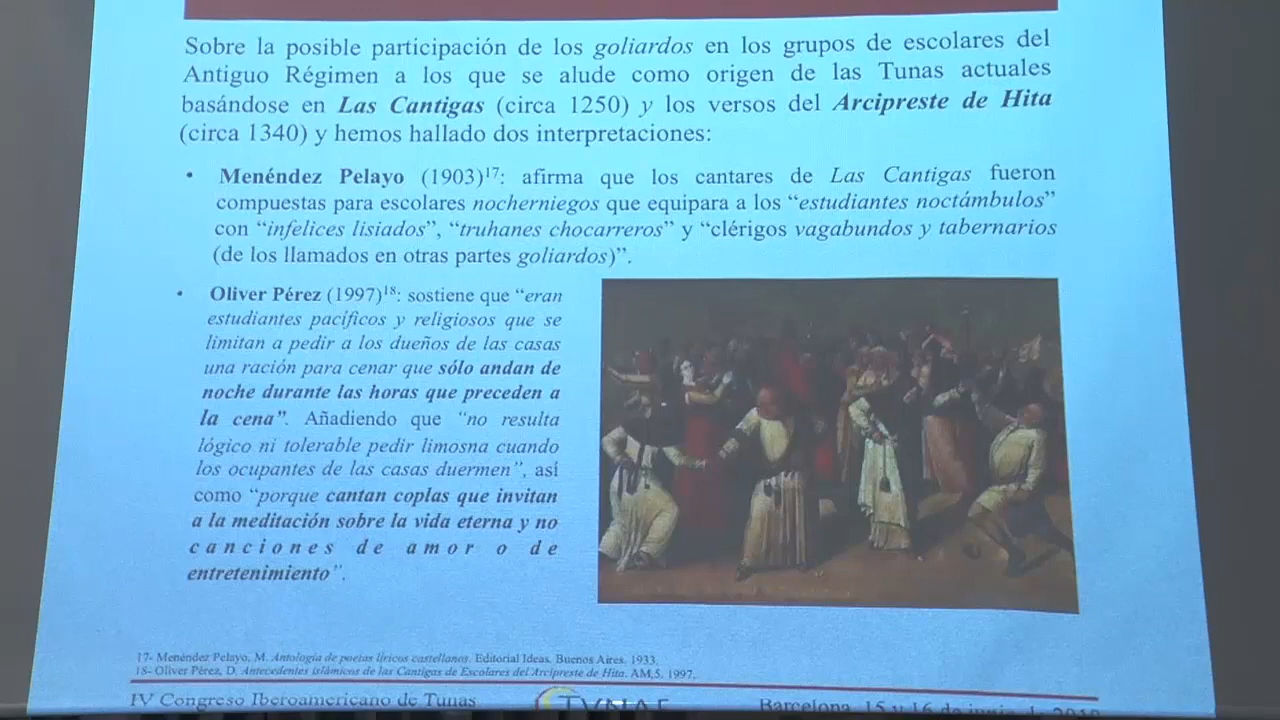 Sobre la posible participación de los goliardos en los grupos de escolares del
Antiguo Régimen a los que se alude como origen de las Tunas actuales
basándose en Las Cantigas (circa 1250) y los versos del Arcipreste de Hita
(circa 1340) y hemos hallado dos interpretaciones:
• Menéndez Pelayo (1903)17: afirma que los cantares de Las Cantigas fueron
compuestas para escolares nocherniegos que equipara a los “estudiantes noctámbulos”
con “infelices lisiados”, “truhanes chocarreros” y “clérigos vagabundos y tabernarios
(de los llamados en otras partes goliardos)”.
• Oliver Pérez (1997)18: sostiene que “eran
estudiantes pacíficos y religiosos que se
limitan a pedir a los dueños de las casas
una ración para cenar que sólo andan de
noche durante las horas que preceden a
la cena”. Añadiendo que “no resulta
lógico ni tolerable pedir limosna cuando
los ocupantes de las casas duermen”, así
como “porque cantan coplas que invitan
a la meditación sobre la vida eterna y no
canciones de amor o de
entretenimiento”.
17- Menéndez Pelayo, M. Antología de poetas líricos castellanos. Editorial Ideas. Buenos Aires. 1933.
18- Oliver Pérez, D. Antecedentes islámicos de las Cantigas de Escolares del Arcipreste de Hita. AM,5. 1997.
IV Congreso Iberoamericano de Tunas
Barcelona, 15 y 16 de junio de